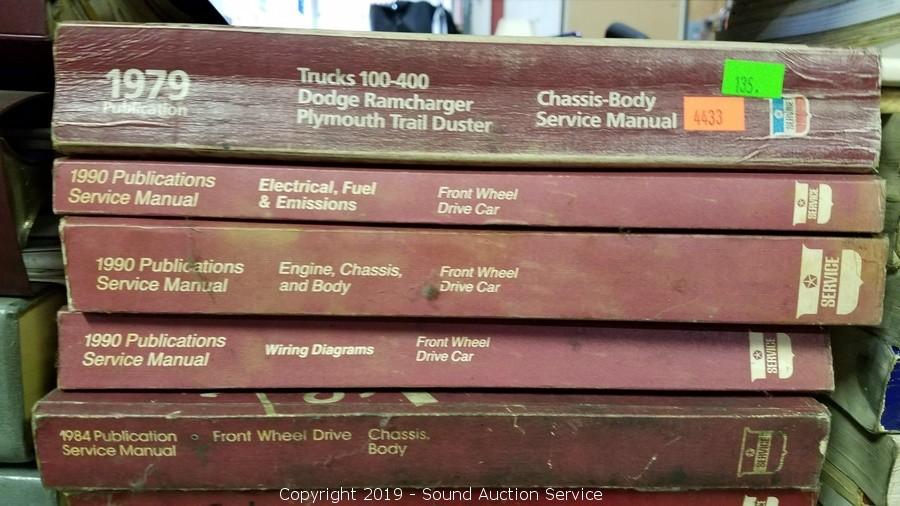 1979
Publication
Trucks 100-400
Dodge Ramcharger
Plymouth Trail Duster
Chassis-Body
Service Manual
135.
4433
SERVICE
1990 Publications
Service Manual
Electrical, Fuel
& Emissions
Front Wheel
Drive Car
SERVICE
1990 Publications
Service Manual
Engine, Chassis,
and Body
Front Wheel
Drive Car
SERVICE
1990 Publications
Service Manual
Wiring Diagrams
Front Wheel
Drive Car
SERVICE
1984 Publication
Service Manual
Front Wheel Drive
Chassis.
Body
SERVICE
Copyright 2019 - Sound Auction Service